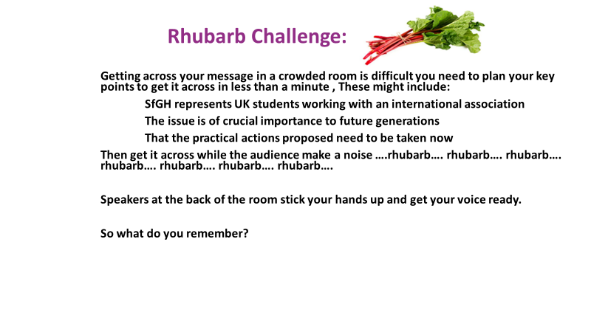 Rhubarb Challenge:
Getting across your message in a crowded room is difficult you need to plan your key
points to get it across in less than a minute , These might include:
SfGH represents UK students working with an international association
The issue is of crucial importance to future generations
That the practical actions proposed need to be taken now
Then get it across while the audience make a noise ….rhubarb…. rhubarb…. rhubarb….
rhubarb…. rhubarb…. rhubarb…. rhubarb….
Speakers at the back of the room stick your hands up and get your voice ready.
So what do you remember?